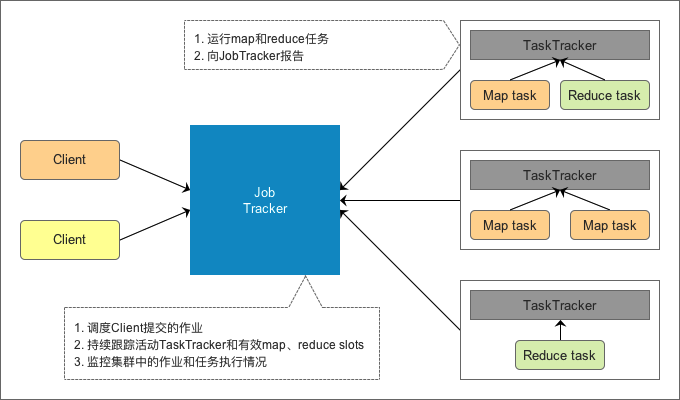 1. 运行map和reduce任务
2. 向JobTracker报告
TaskTracker
Map task
Reduce task
Client
Client
Job
Tracker
TaskTracker
Map task
Map task
TaskTracker
Reduce task
1. 调度Client提交的作业
2. 持续跟踪活动TaskTracker和有效map、reduce slots
3. 监控集群中的作业和任务执行情况